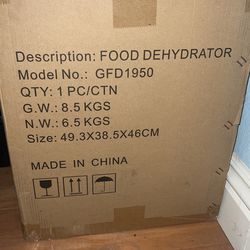 Description: FOOD DEHYDRATOR
Model No.: GFD1950
QTY: 1 PC/CTN
G.W.: 8.5 KGS
N.W.: 6.5 KGS
Size: 49.3X38.5X46CM
MADE IN CHINA